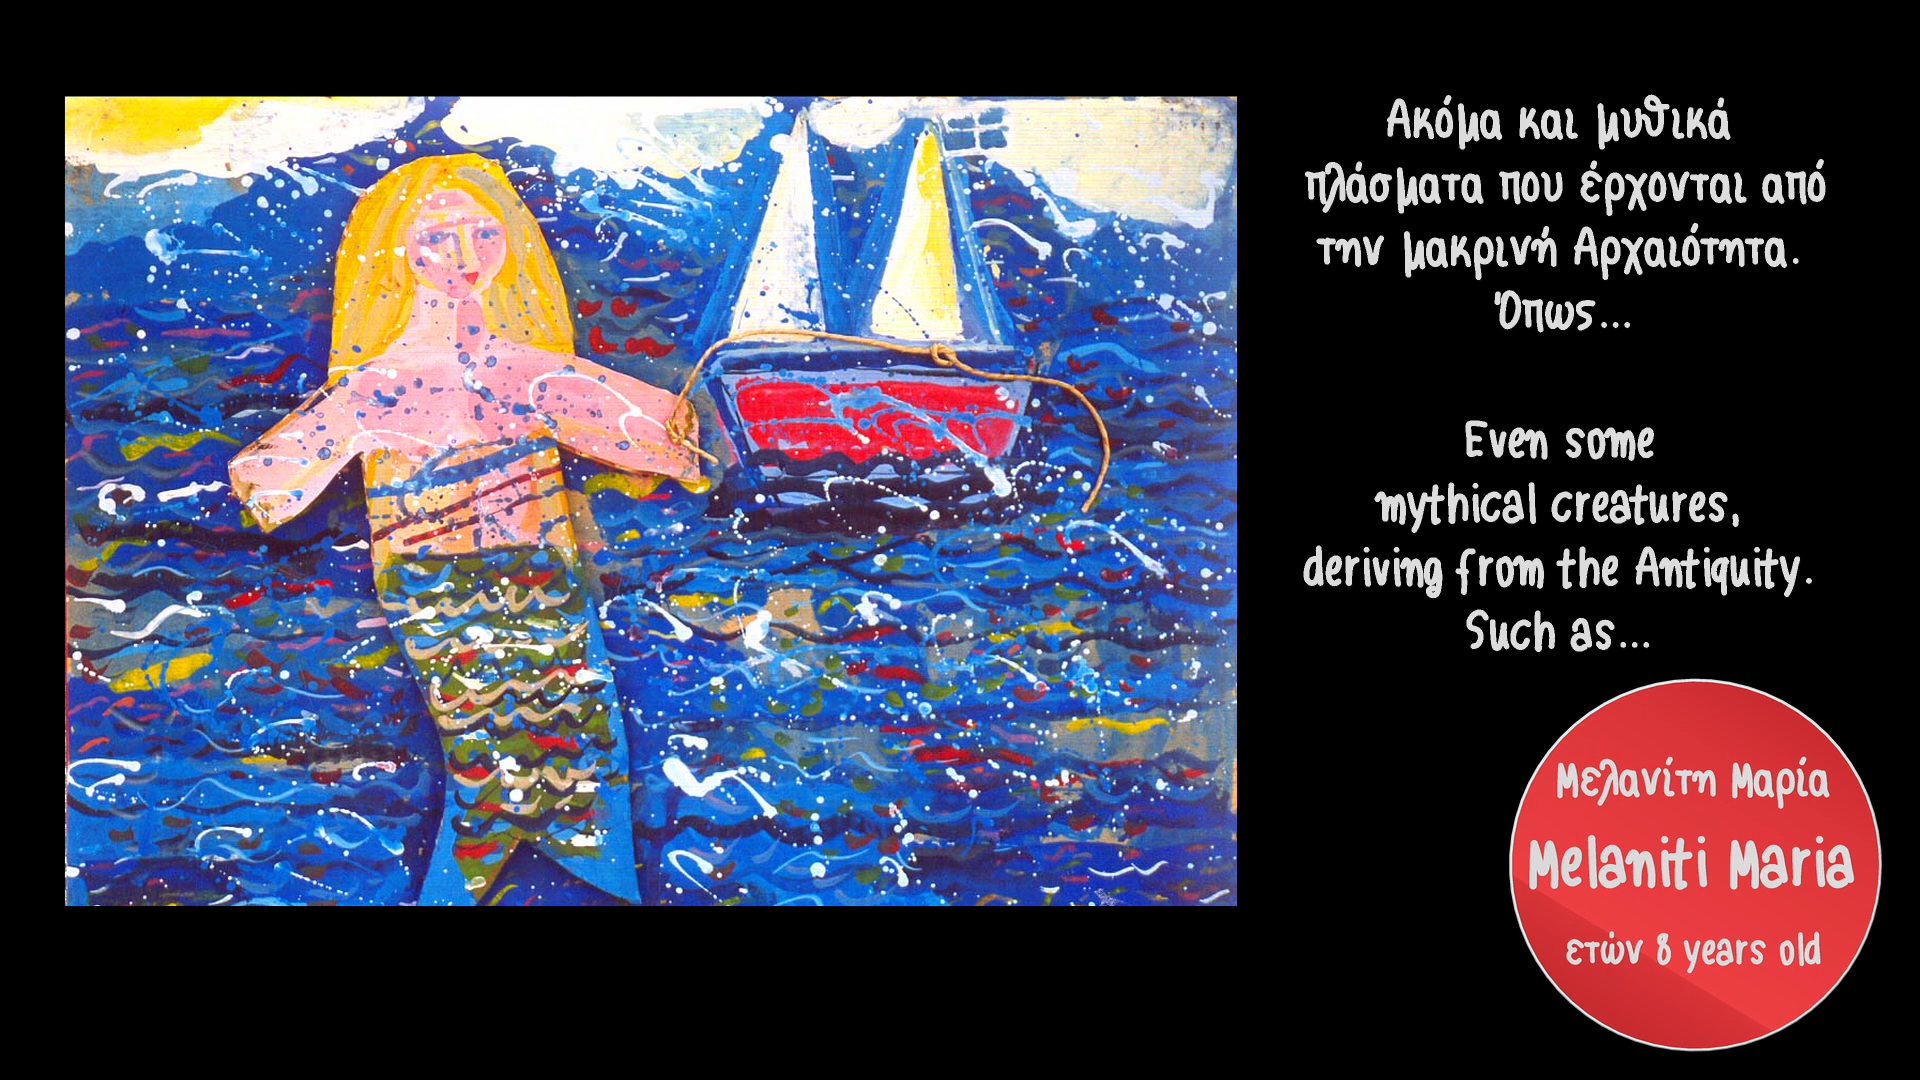 Ακόμα και μυθικά
πλάσματα που έρχονται από
την μακρινή Αρχαιότητα.
Όπως...
Even some
mythical creatures,
deriving from the Antiquity.
Such as...
Μελανίτη Μαρία
Melaniti Maria
ετών 8 years old